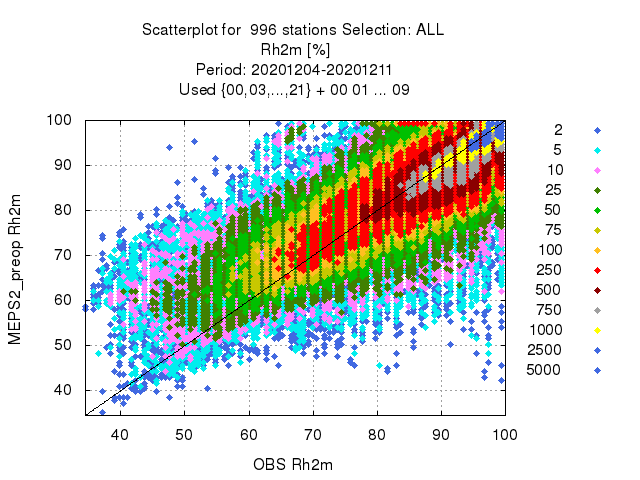 Scatterplot for  996 stations Selection: ALL
Rh2m [%]
Period: 20201204-20201211
Used {00,03,...,21} + 00 01 ... 09
MEPS2_preop Rh2m
100
90
80
70
60
50
40
40 50 60 70 80 90 100
OBS Rh2m
2
5
10
25
50
75
100
250
500
750
1000
2500
5000